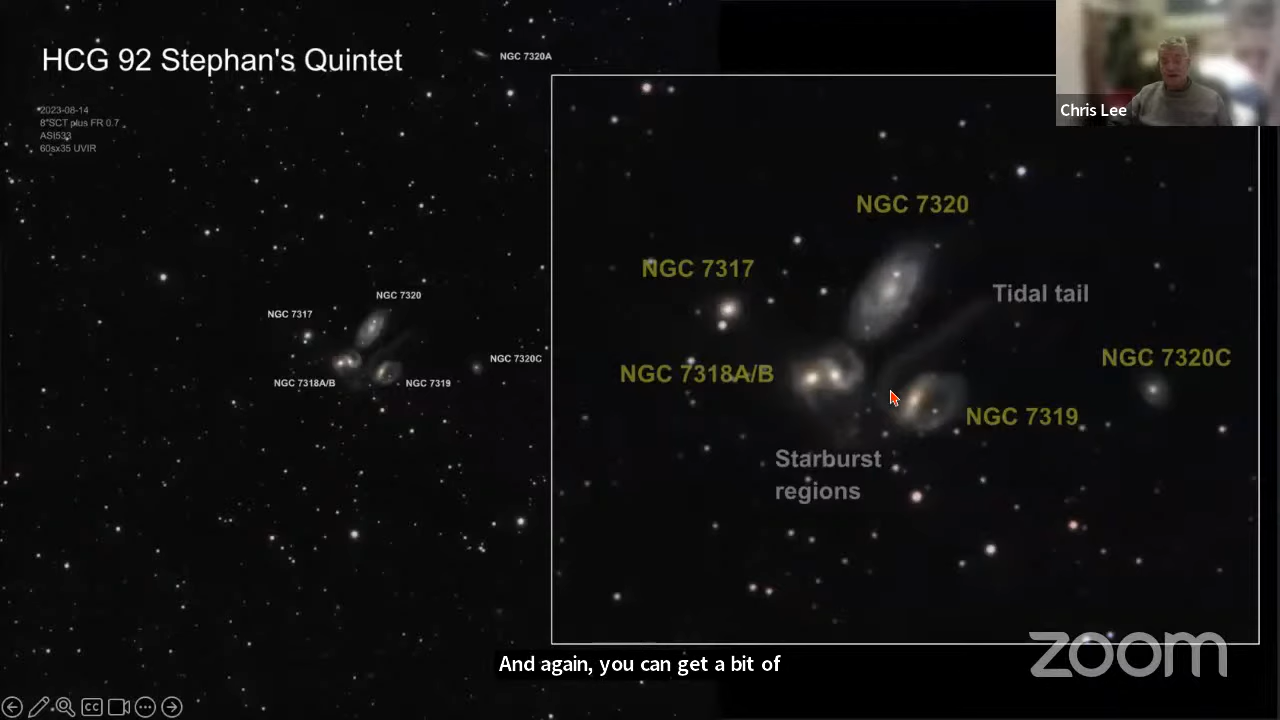 HCG 92 Stephan's Quintet
2023-08-14
8"SCT plus FR 0.7
ASI533
60sx35 UVIR
NGC 7320A
NGC 7320
NGC 7317
NGC 7320C
NGC 7318A/B
NGC 7319
NGC 7320
NGC 7317
Tidal tail
NGC 7320C
NGC 7318A/B
NGC 7319
Starburst
regions
Chris Lee
And again, you can get a bit of
zoom
CC